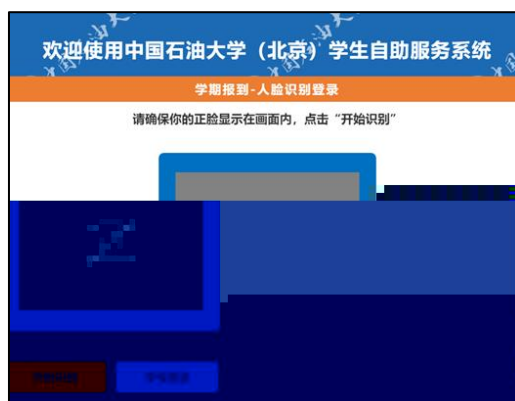 欢迎使用中国石油大学（北京）学生自助服务系统
学期报到-人脸识别登录
请确保你的正脸显示在画面内，点击“开始识别”